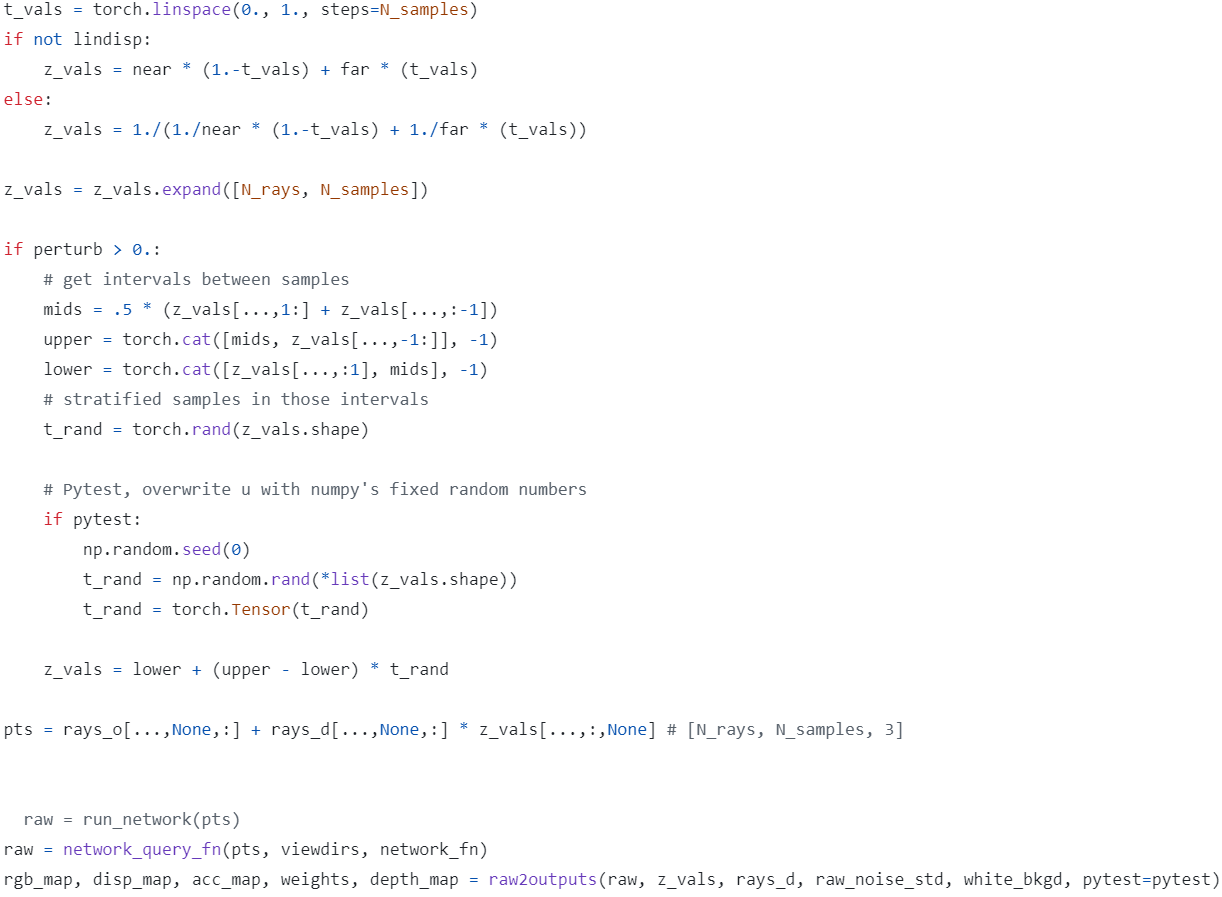 t_vals = torch.linspace(0., 1., steps=N_samples)
if not lindisp:
    z_vals = near * (1.-t_vals) + far * (t_vals)
else:
    z_vals = 1./(1./near * (1.-t_vals) + 1./far * (t_vals))
z_vals = z_vals.expand([N_rays, N_samples])
if perturb > 0.:
    # get intervals between samples
    mids = .5 * (z_vals[...,1:] + z_vals[...,:-1])
    upper = torch.cat([mids, z_vals[...,-1:]], -1)
    lower = torch.cat([z_vals[...,:1], mids], -1)
    # stratified samples in those intervals
    t_rand = torch.rand(z_vals.shape)
    # Pytest, overwrite u with numpy's fixed random numbers
    if pytest:
        np.random.seed(0)
        t_rand = np.random.rand(*list(z_vals.shape))
        t_rand = torch.Tensor(t_rand)
    z_vals = lower + (upper - lower) * t_rand
pts = rays_o[...,None,:] + rays_d[...,None,:] * z_vals[...,:,None] # [N_rays, N_samples, 3]
  raw = run_network(pts)
raw = network_query_fn(pts, viewdirs, network_fn)
rgb_map, disp_map, acc_map, weights, depth_map = raw2outputs(raw, z_vals, rays_d, raw_noise_std, white_bkgd, pytest=pytest)